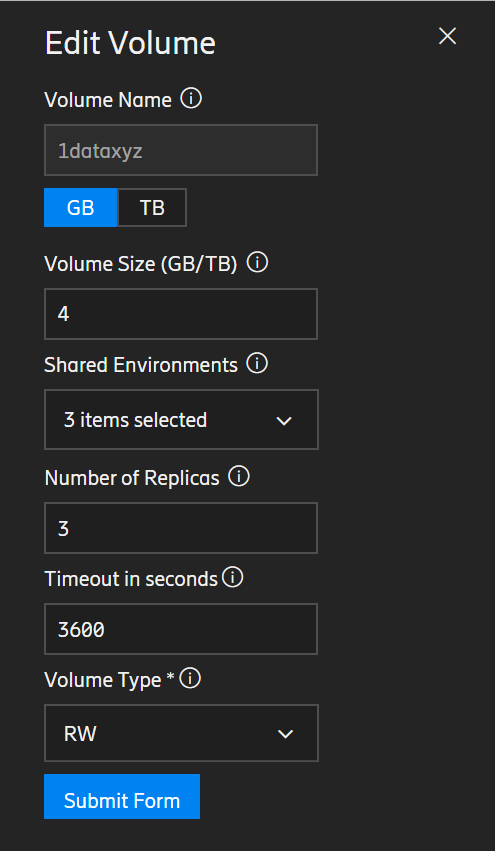 Edit Volume
Volume Name
1dataxyz
GB TB
Volume Size (GB/TB)
4
Shared Environments
3 items selected
Number of Replicas
3
Timeout in seconds
3600
Volume Type *
RW
Submit Form